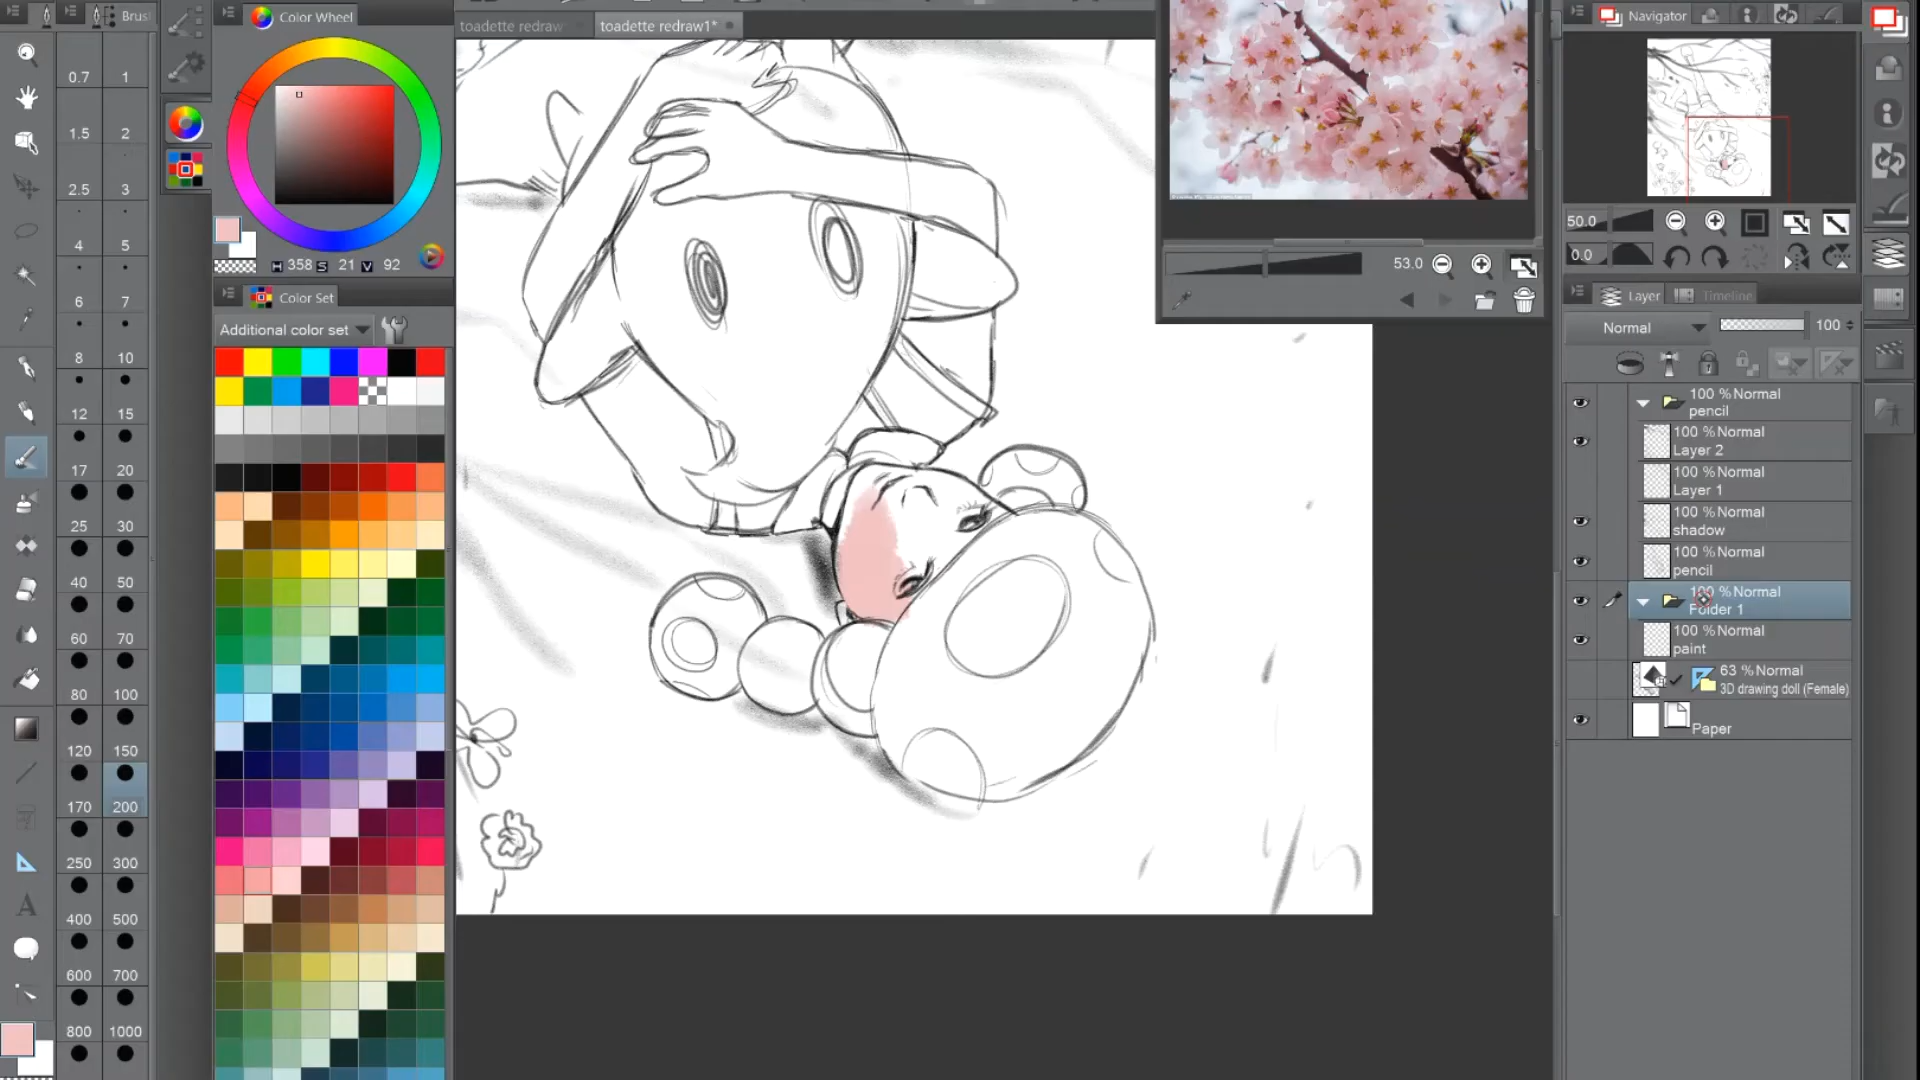 Brus
Color Wheel
toadette redraw
toadette redraw1*
Navigator
0.7 1
1.5 2
2.5 3
4 5
6 7
8 10
12 15
17 20
25 30
40 50
60 70
80 100
120 150
170 200
250 300
400 500
600 700
800 1000
H 358 S 21 V 92
Color Set
Additional color set
53.0
50.0
0.0
Layer
Timeline
Normal
100
100 %Normal
pencil
100 %Normal
Layer 2
100 %Normal
Layer 1
100 %Normal
shadow
100 %Normal
pencil
100 %Normal
Folder 1
100 %Normal
paint
63 %Normal
3D drawing doll (Female)
Paper